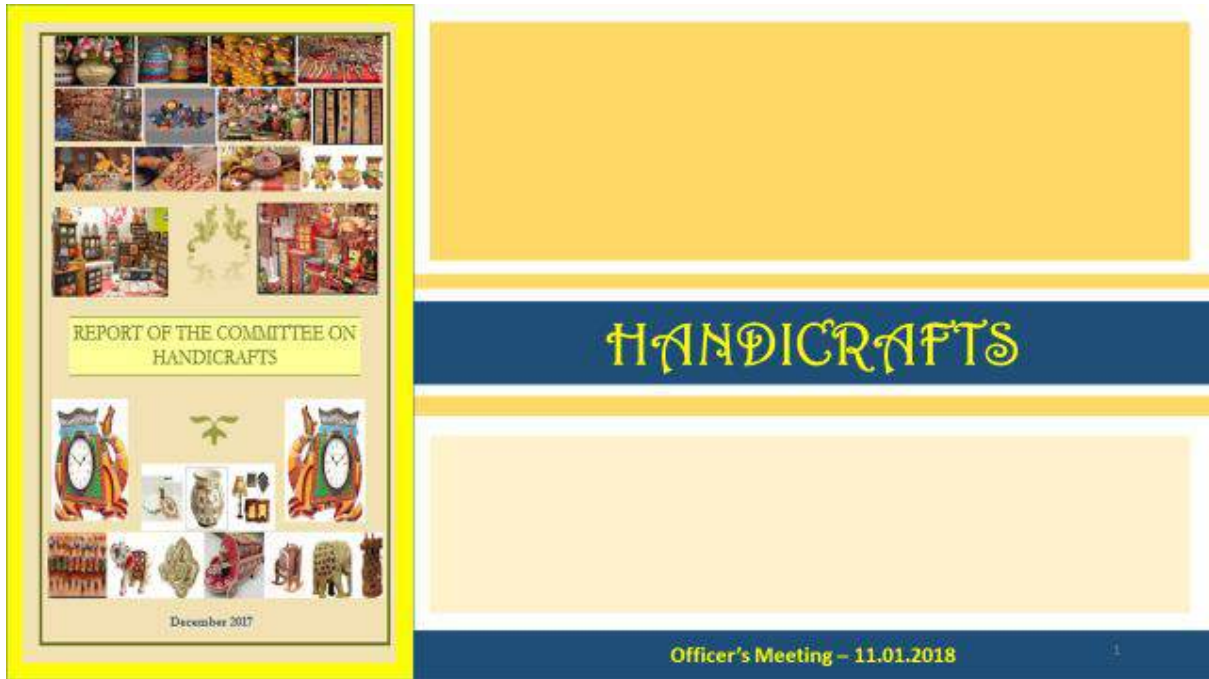 REPORT OF THE COMMITTEE ON
HANDICRAFTS
December 2017
HANDICRAFTS
Officer's Meeting – 11.01.2018
1